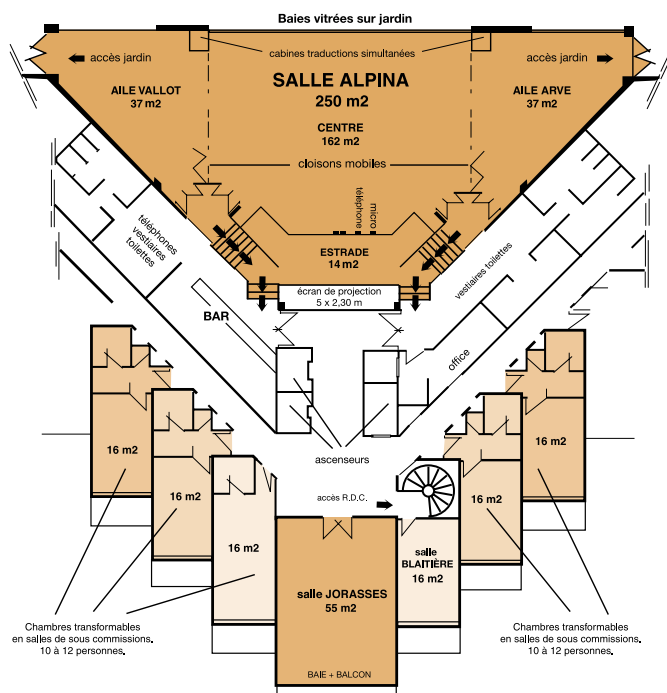 Baies vitrées sur jardin
cabines traductions simultanées
accès jardin
accès jardin
SALLE ALPINA
250 m2
AILE VALLOT
37 m2
AILE ARVE
37 m2
CENTRE
162 m2
cloisons mobiles
téléphone
micro
ESTRADE
14 m2
téléphones
vestiaires
toilettes
vestiaires toilettes
écran de projection
5 x 2,30 m
BAR
office
16 m2
16 m2
16 m2
ascenseurs
16 m2
16 m2
accès R.D.C.
salle
BLAITIÈRE
16 m2
salle JORASSES
55 m2
Chambres transformables
en salles de sous commissions.
10 à 12 personnes.
Chambres transformables
en salles de sous commissions.
10 à 12 personnes.
BAIE + BALCON